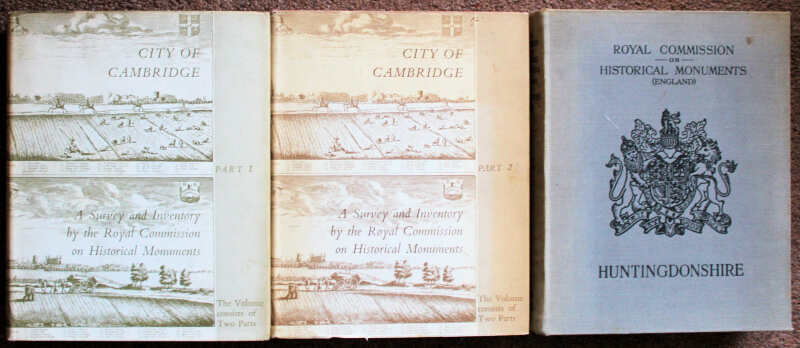 CITY OF
CAMBRIDGE
PART 1
A Survey and Inventory
by the Royal Commission
on Historical Monuments
The Volume
consists of
Two Parts
CITY OF
CAMBRIDGE
PART 2
A Survey and Inventory
by the Royal Commission
on Historical Monuments
The Volume
consists of
Two Parts
ROYAL COMMISSION
ON
HISTORICAL MONUMENTS
(ENGLAND)
HUNTINGDONSHIRE